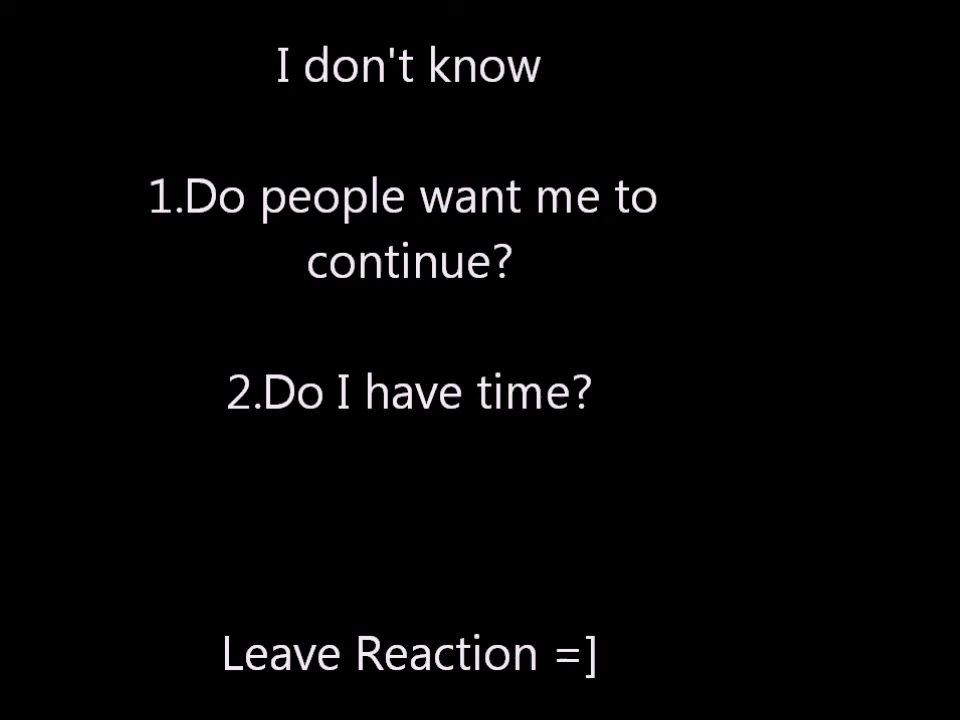 I don't know
1.Do people want me to
continue?
2.Do I have time?
Leave Reaction =]